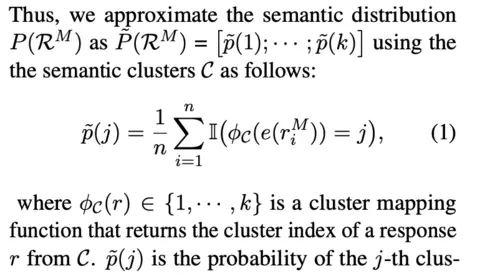 Thus, we approximate the semantic distribution
P(R^M) as P̃(R^M) = [p̃(1); ··· ; p̃(k)] using the
the semantic clusters C as follows:
p̃(j) = 1/n ∑_{i=1}^{n} 𝕀(ϕ_C(e(r_i^M)) = j), (1)
where ϕ_C(r) ∈ {1, ··· , k} is a cluster mapping
function that returns the cluster index of a response
r from C. p̃(j) is the probability of the j-th clus-